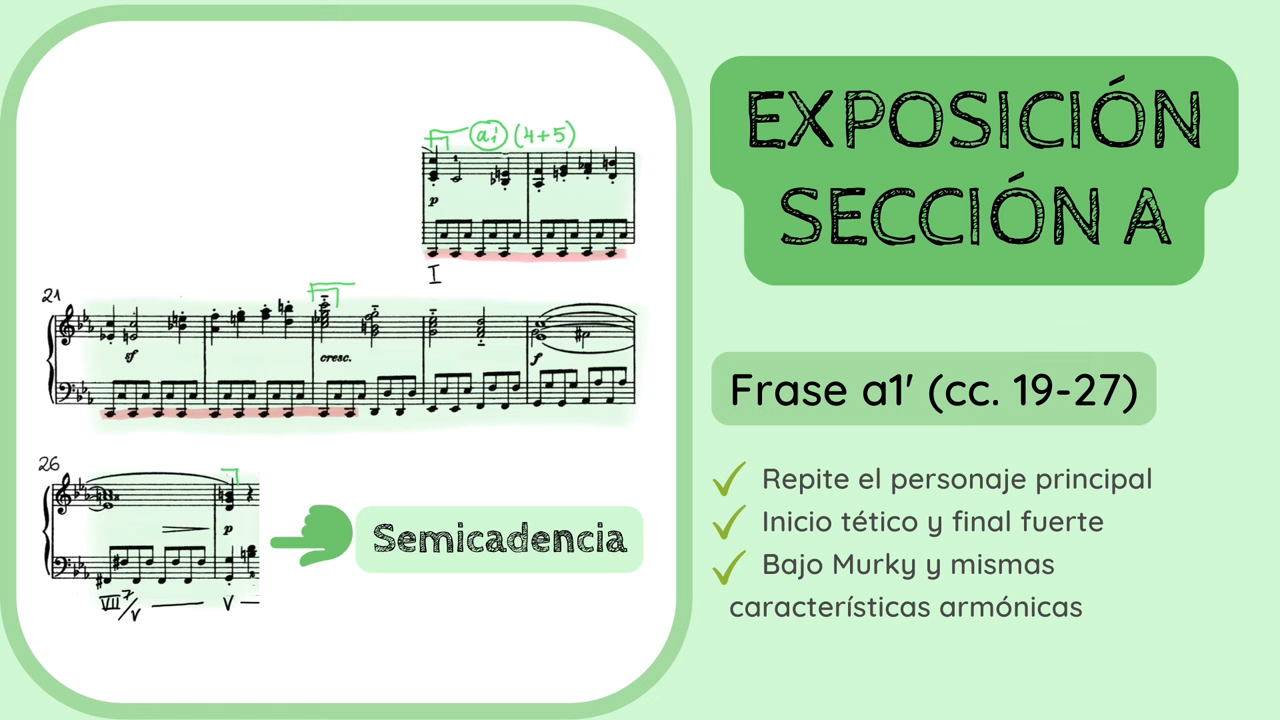 a1' (4+5)
p
I
21
sf
cresc.
f
26
p
VII7/V V
Semicadencia
EXPOSICIÓN
SECCIÓN A
Frase a1' (cc. 19-27)
Repite el personaje principal
Inicio tético y final fuerte
Bajo Murky y mismas
características armónicas